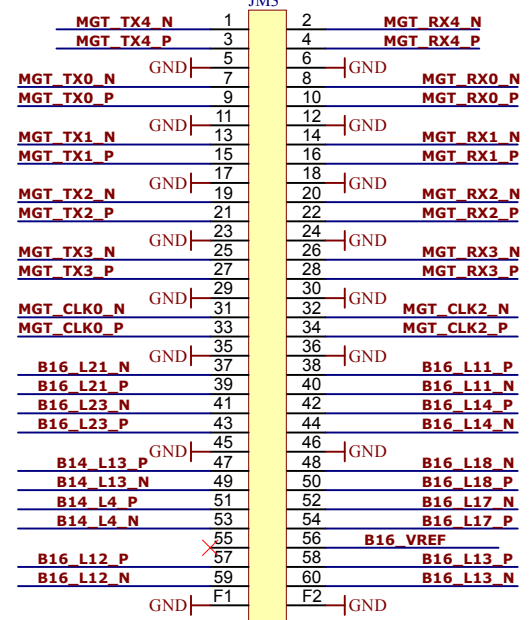 JM3
MGT_TX4_N 1 2 MGT_RX4_N
MGT_TX4_P 3 4 MGT_RX4_P
GND 5 6 GND
MGT_TX0_N 7 8 MGT_RX0_N
MGT_TX0_P 9 10 MGT_RX0_P
GND 11 12 GND
MGT_TX1_N 13 14 MGT_RX1_N
MGT_TX1_P 15 16 MGT_RX1_P
GND 17 18 GND
MGT_TX2_N 19 20 MGT_RX2_N
MGT_TX2_P 21 22 MGT_RX2_P
GND 23 24 GND
MGT_TX3_N 25 26 MGT_RX3_N
MGT_TX3_P 27 28 MGT_RX3_P
GND 29 30 GND
MGT_CLK0_N 31 32 MGT_CLK2_N
MGT_CLK0_P 33 34 MGT_CLK2_P
GND 35 36 GND
B16_L21_N 37 38 B16_L11_P
B16_L21_P 39 40 B16_L11_N
B16_L23_N 41 42 B16_L14_P
B16_L23_P 43 44 B16_L14_N
GND 45 46 GND
B14_L13_P 47 48 B16_L18_N
B14_L13_N 49 50 B16_L18_P
B14_L4_P 51 52 B16_L17_N
B14_L4_N 53 54 B16_L17_P
55 56 B16_VREF
B16_L12_P 57 58 B16_L13_P
B16_L12_N 59 60 B16_L13_N
GND F1 F2 GND